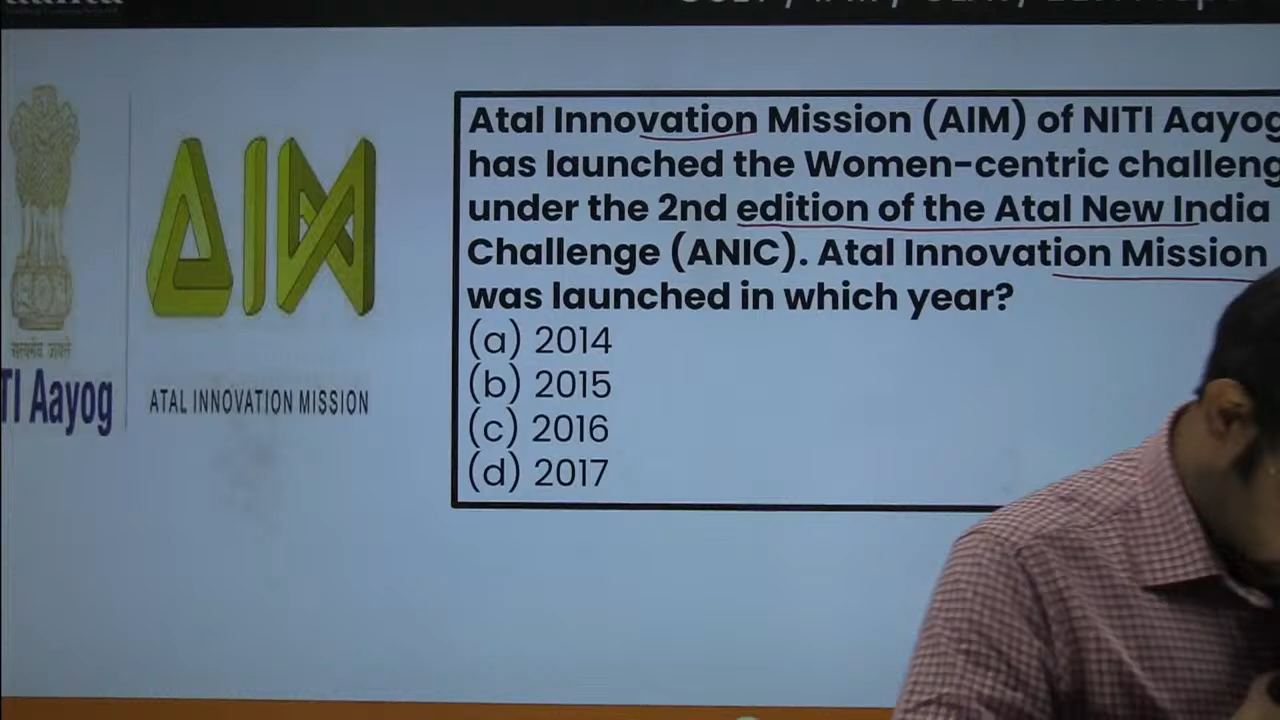 TI Aayog
AIM
ATAL INNOVATION MISSION
Atal Innovation Mission (AIM) of NITI Aayog
has launched the Women-centric challeng
under the 2nd edition of the Atal New India
Challenge (ANIC). Atal Innovation Mission
was launched in which year?
(a) 2014
(b) 2015
(c) 2016
(d) 2017